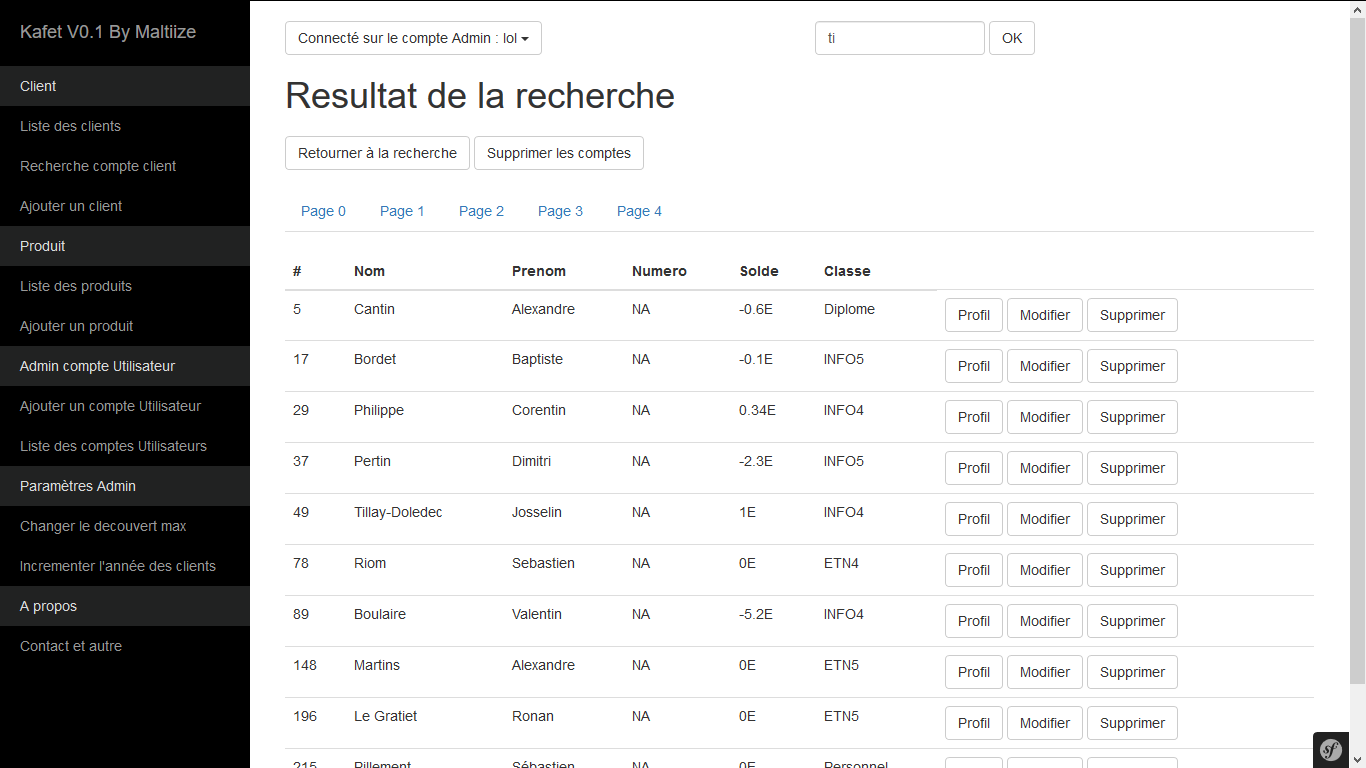 Kafet V0.1 By Maltiize
Client
Liste des clients
Recherche compte client
Ajouter un client
Produit
Liste des produits
Ajouter un produit
Admin compte Utilisateur
Ajouter un compte Utilisateur
Liste des comptes Utilisateurs
Paramètres Admin
Changer le decouvert max
Incrementer l'année des clients
A propos
Contact et autre
Connecté sur le compte Admin : lol
ti OK
Resultat de la recherche
Retourner à la recherche Supprimer les comptes
Page 0 Page 1 Page 2 Page 3 Page 4
# Nom Prenom Numero Solde Classe
5 Cantin Alexandre NA -0.6E Diplome Profil Modifier Supprimer
17 Bordet Baptiste NA -0.1E INFO5 Profil Modifier Supprimer
29 Philippe Corentin NA 0.34E INFO4 Profil Modifier Supprimer
37 Pertin Dimitri NA -2.3E INFO5 Profil Modifier Supprimer
49 Tillay-Doledec Josselin NA 1E INFO4 Profil Modifier Supprimer
78 Riom Sebastien NA 0E ETN4 Profil Modifier Supprimer
89 Boulaire Valentin NA -5.2E INFO4 Profil Modifier Supprimer
148 Martins Alexandre NA 0E ETN5 Profil Modifier Supprimer
196 Le Gratiet Ronan NA 0E ETN5 Profil Modifier Supprimer
215 Pillement Sébastien NA 0E Personnel
sf